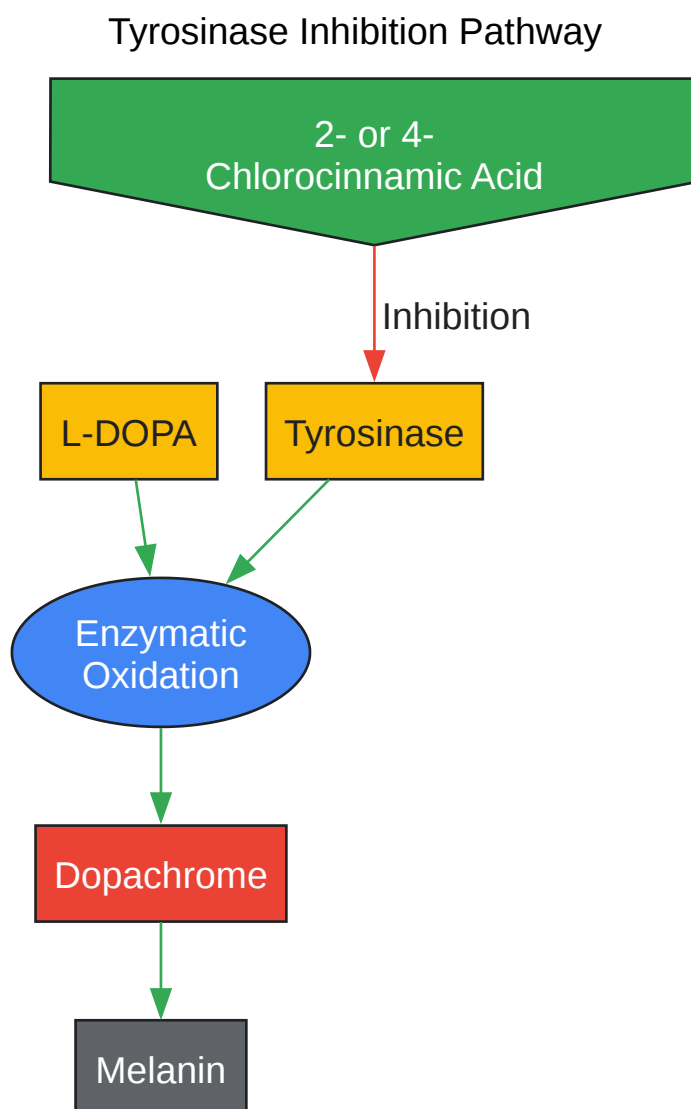 Tyrosinase Inhibition Pathway
2- or 4-
Chlorocinnamic Acid
Inhibition
L-DOPA
Tyrosinase
Enzymatic
Oxidation
Dopachrome
Melanin